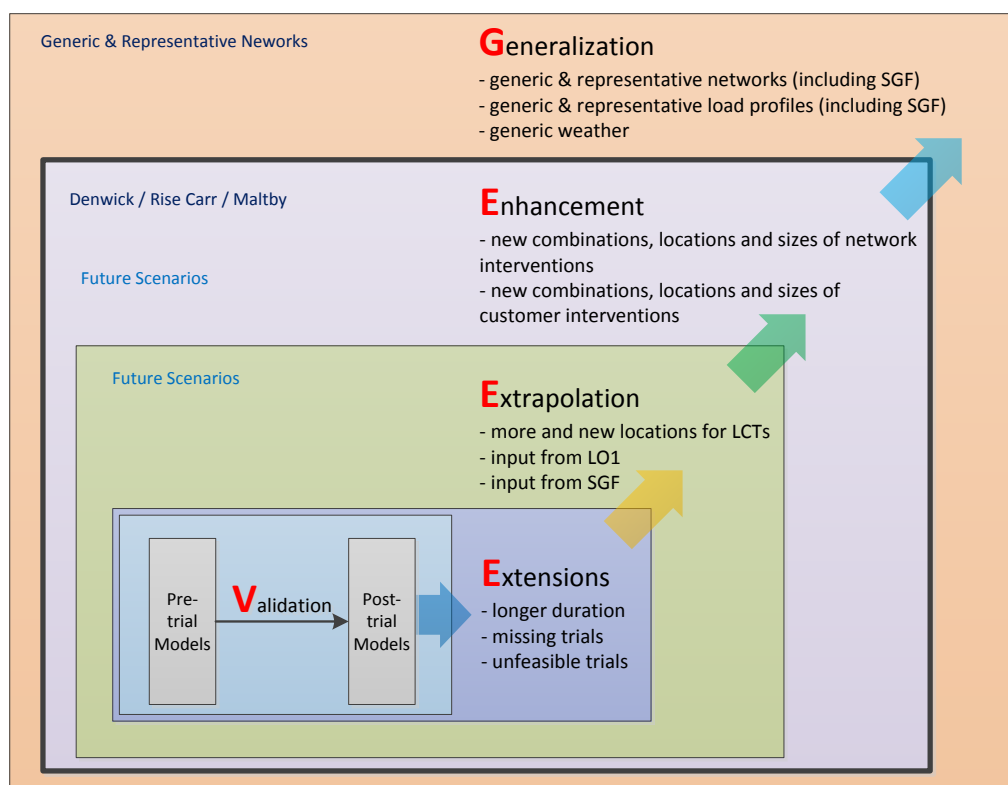 Generic & Representative Neworks
Generalization
- generic & representative networks (including SGF)
- generic & representative load profiles (including SGF)
- generic weather
Denwick / Rise Carr / Maltby
Enhancement
- new combinations, locations and sizes of network
interventions
- new combinations, locations and sizes of
customer interventions
Future Scenarios
Future Scenarios
Extrapolation
- more and new locations for LCTs
- input from LO1
- input from SGF
Pre-
trial
Models
Validation
Post-
trial
Models
Extensions
- longer duration
- missing trials
- unfeasible trials